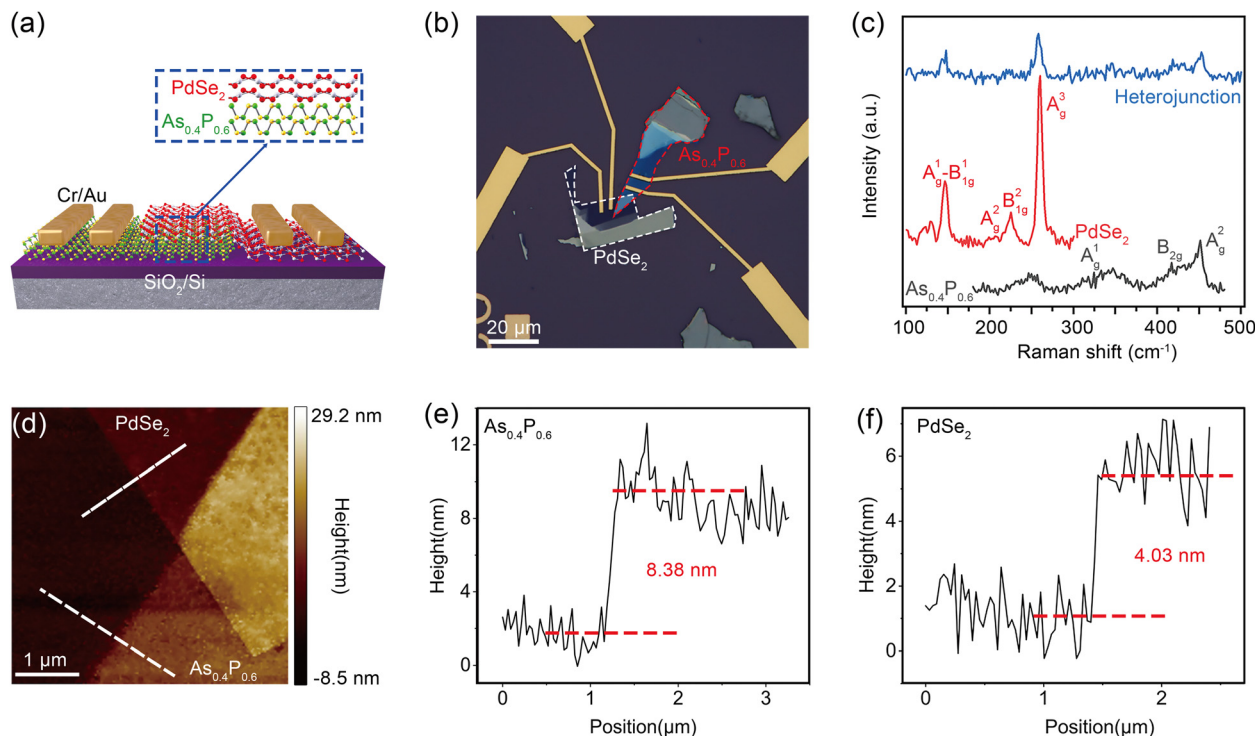 (a)
PdSe₂
As₀.₄P₀.₆
Cr/Au
SiO₂/Si
(b)
As₀.₄P₀.₆
PdSe₂
20 µm
(c)
Intensity (a.u.)
Heterojunction
A³g
A¹g-B¹1g
A²g
B²1g
PdSe₂
A¹g
B2g
A²g
As₀.₄P₀.₆
100 200 300 400 500
Raman shift (cm⁻¹)
(d)
PdSe₂
As₀.₄P₀.₆
1 µm
29.2 nm
Height(nm)
-8.5 nm
(e)
As₀.₄P₀.₆
12
8
4
0
Height(nm)
8.38 nm
0 1 2 3
Position(µm)
(f)
PdSe₂
6
4
2
0
Height(nm)
4.03 nm
0 1 2
Position(µm)